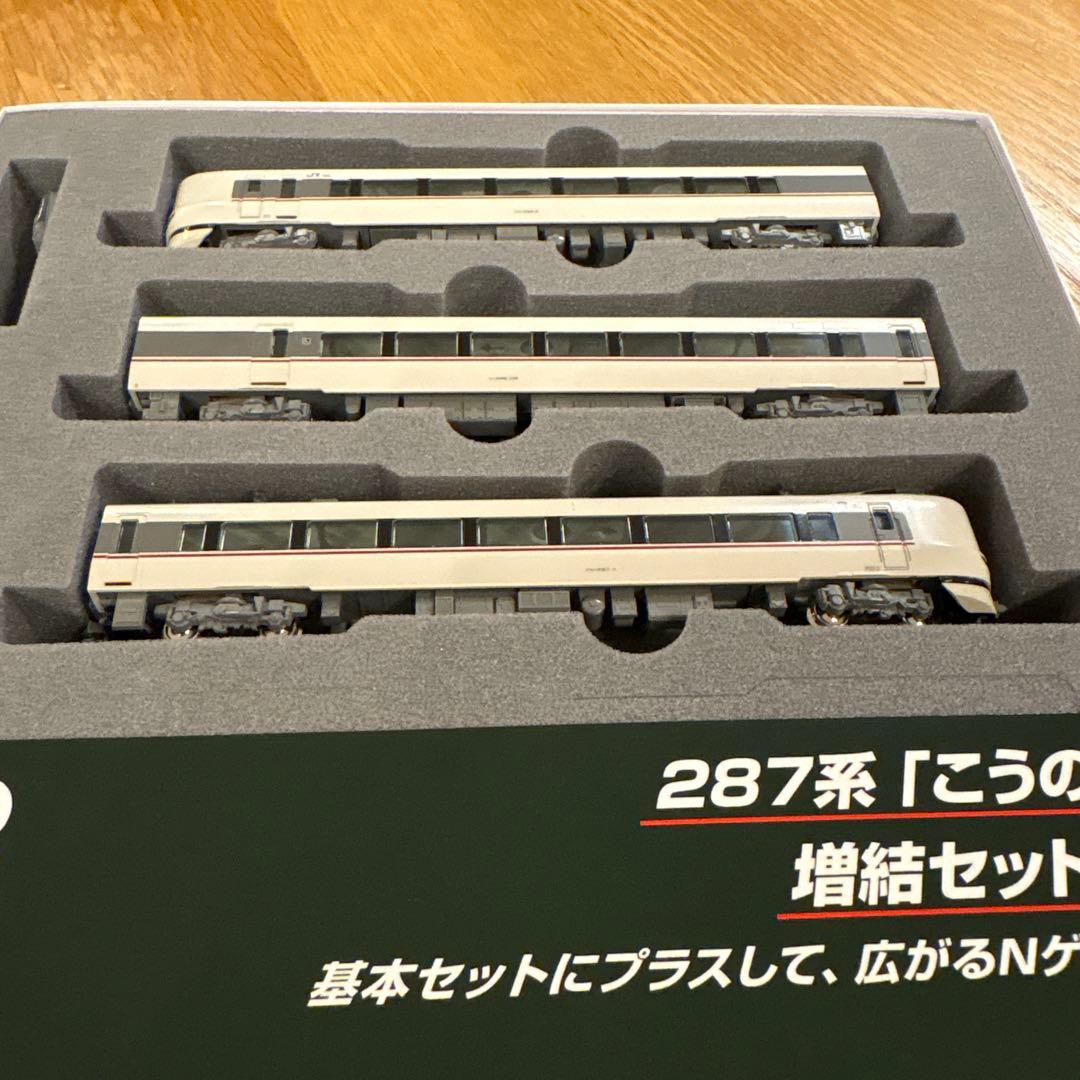 JR
287系「こうの
増結セット
基本セットにプラスして、広がるNゲ